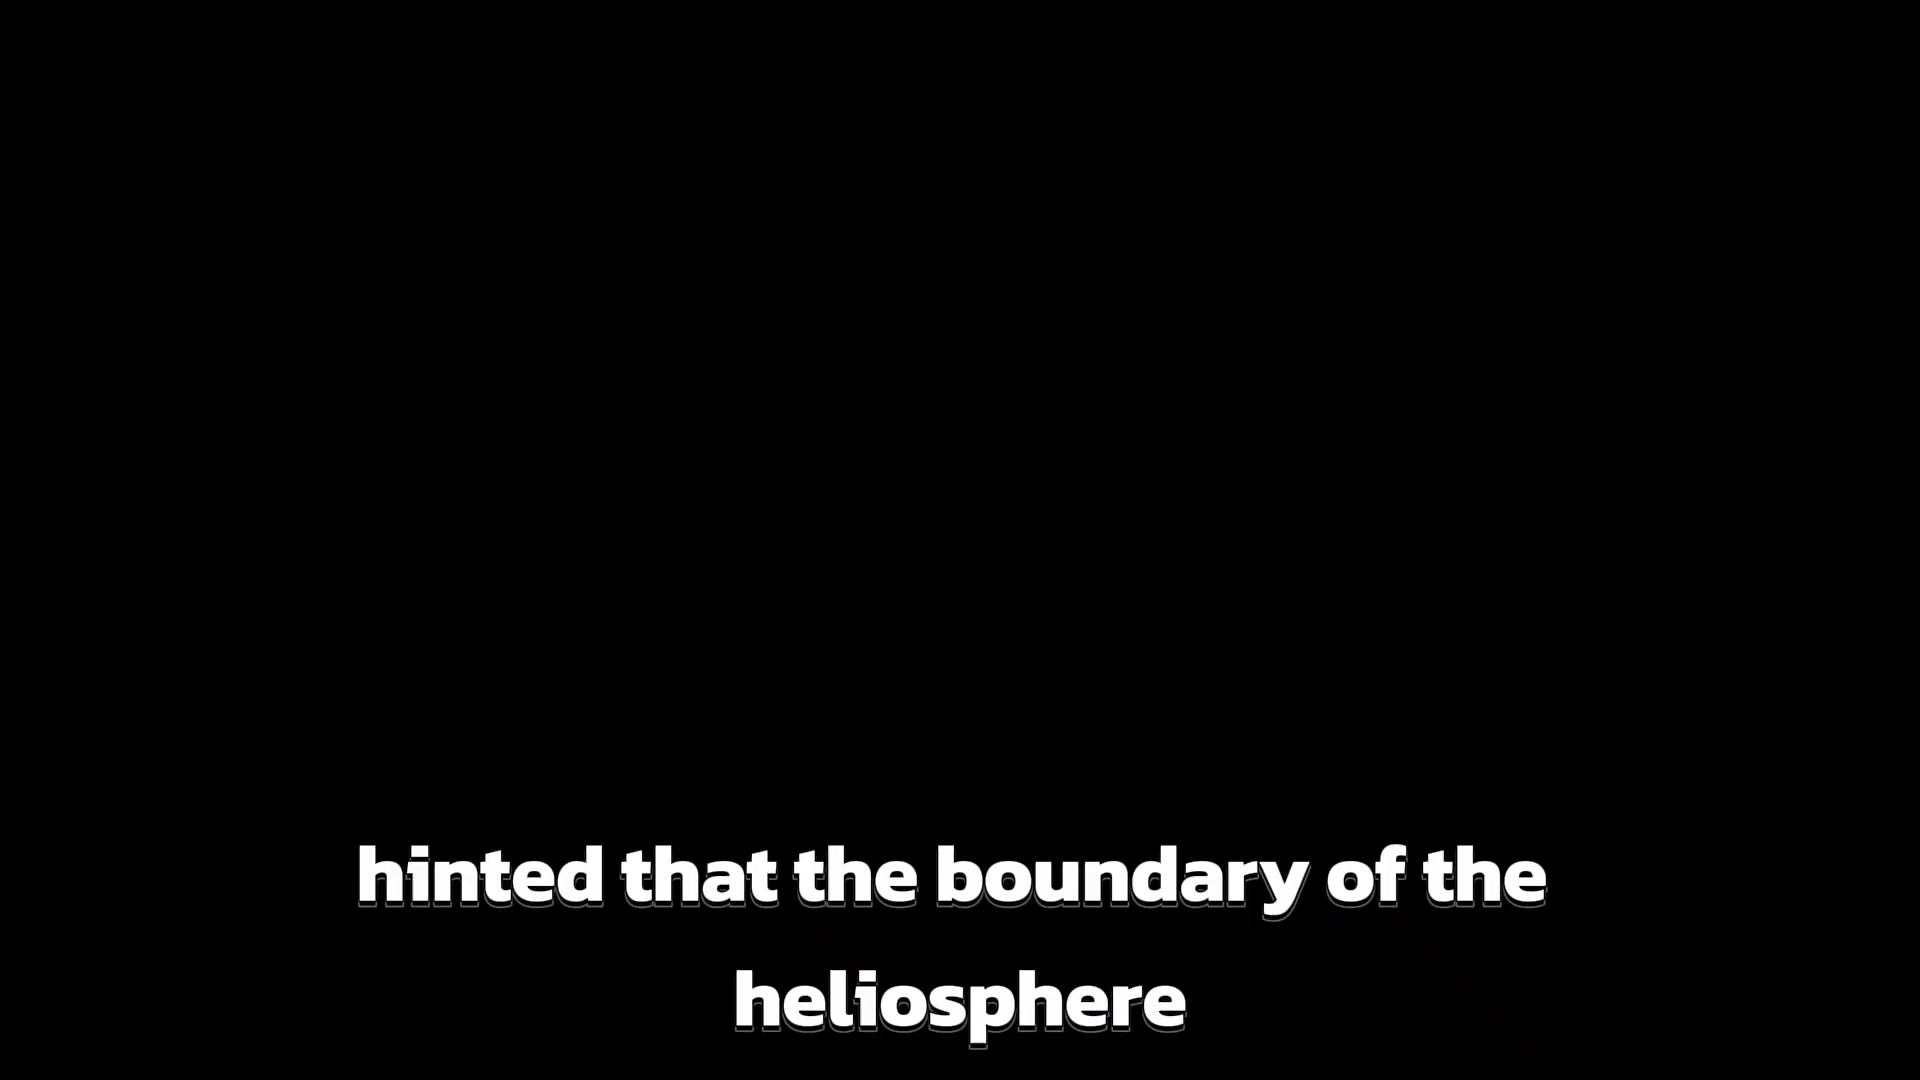 hinted that the boundary of the
heliosphere